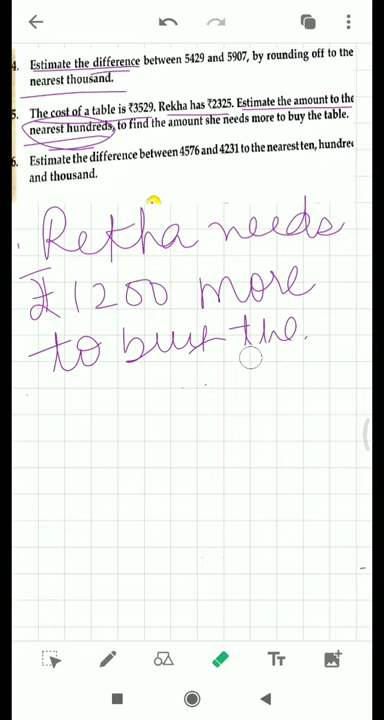 4. Estimate the difference between 5429 and 5907, by rounding off to the
nearest thousand.
5. The cost of a table is ₹3529. Rekha has ₹2325. Estimate the amount to the
nearest hundreds, to find the amount she needs more to buy the table.
6. Estimate the difference between 4576 and 4231 to the nearest ten, hundred
and thousand.
Rekha needs
₹1200 more
to buy the.
TT